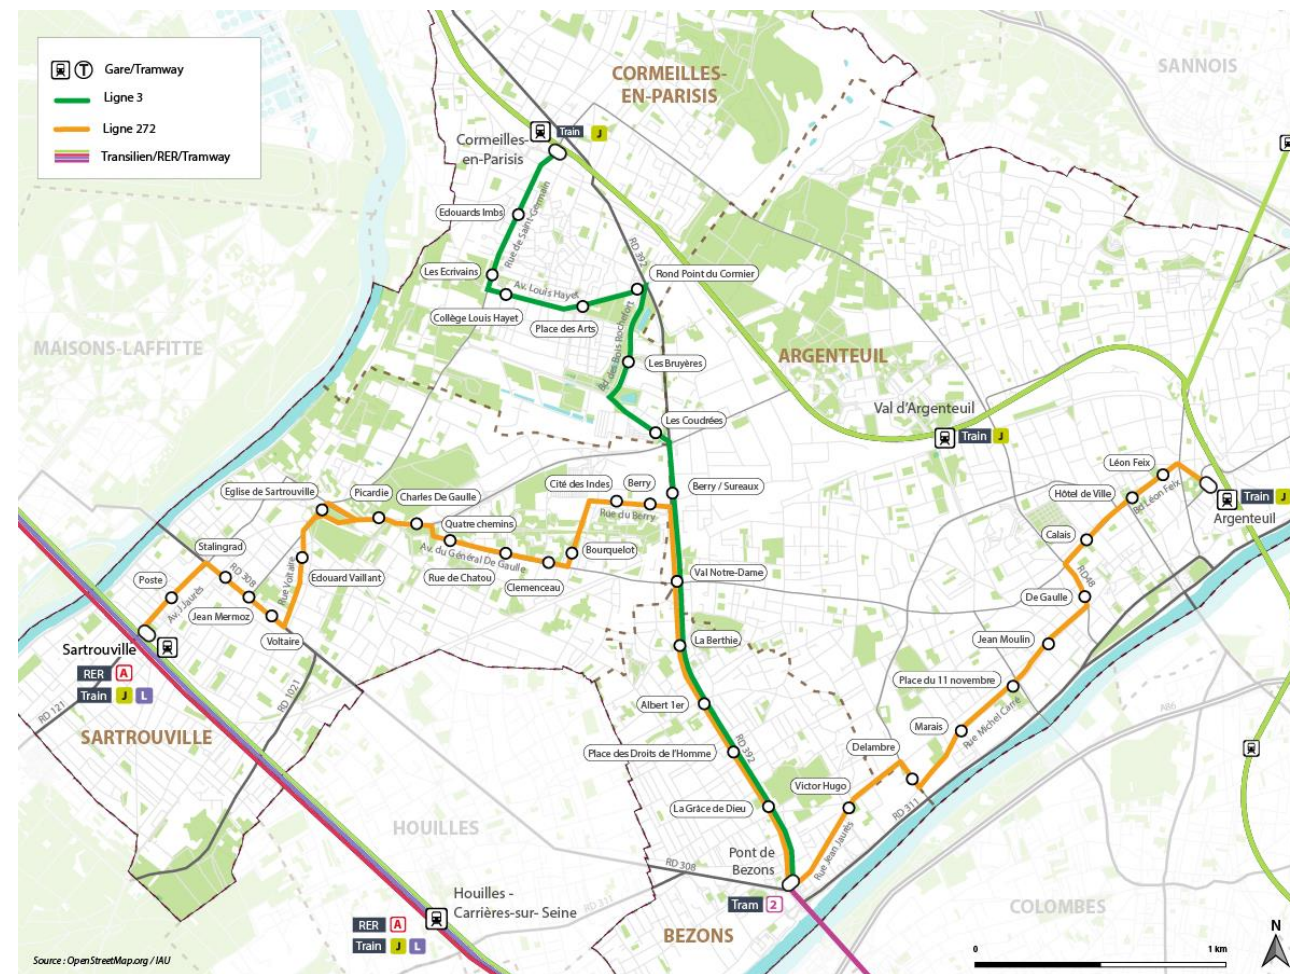 Gare/Tramway
Ligne 3
Ligne 272
Transilien/RER/Tramway
CORMEILLES-
EN-PARISIS
SANNOIS
Train J
Cormeilles-
en-Parisis
Edouards Imbs
Rue de Saint Germain
RD 392
Les Ecrivains
Av. Louis Hayet
Rond Point du Cormier
Collège Louis Hayet
Place des Arts
Bd des Bois Rochefort
MAISONS-LAFFITTE
ARGENTEUIL
Les Bruyères
Val d'Argenteuil
Train J
Les Coudrées
Léon Feix
Cité des Indes
Berry
Berry / Sureaux
Hôtel de Ville
Bd Léon Feix
Train J
Argenteuil
Eglise de Sartrouville
Picardie
Charles De Gaulle
Rue du Berry
Quatre chemins
Calais
Stalingrad
Av. du Général De Gaulle
Bourquelot
RD 308
Rue Voltaire
Edouard Vaillant
Rue de Chatou
Clemenceau
Val Notre-Dame
RD48
Poste
Av. J.Jaurès
De Gaulle
Jean Mermoz
Voltaire
La Berthie
Jean Moulin
Sartrouville
RER A
Train J L
RD 121
RD 1021
Place du 11 novembre
Albert 1er
Rue Michel Carré
A86
SARTROUVILLE
RD 392
Marais
Place des Droits de l'Homme
Delambre
Victor Hugo
La Grâce de Dieu
RD 311
HOUILLES
Rue Jean Jaurès
Pont de
Bezons
RD 308
Tram 2
Houilles -
Carrières-sur- Seine
RD 311
RER A
Train J L
COLOMBES
BEZONS
N
0 1 km
Source : OpenStreetMap.org / IAU